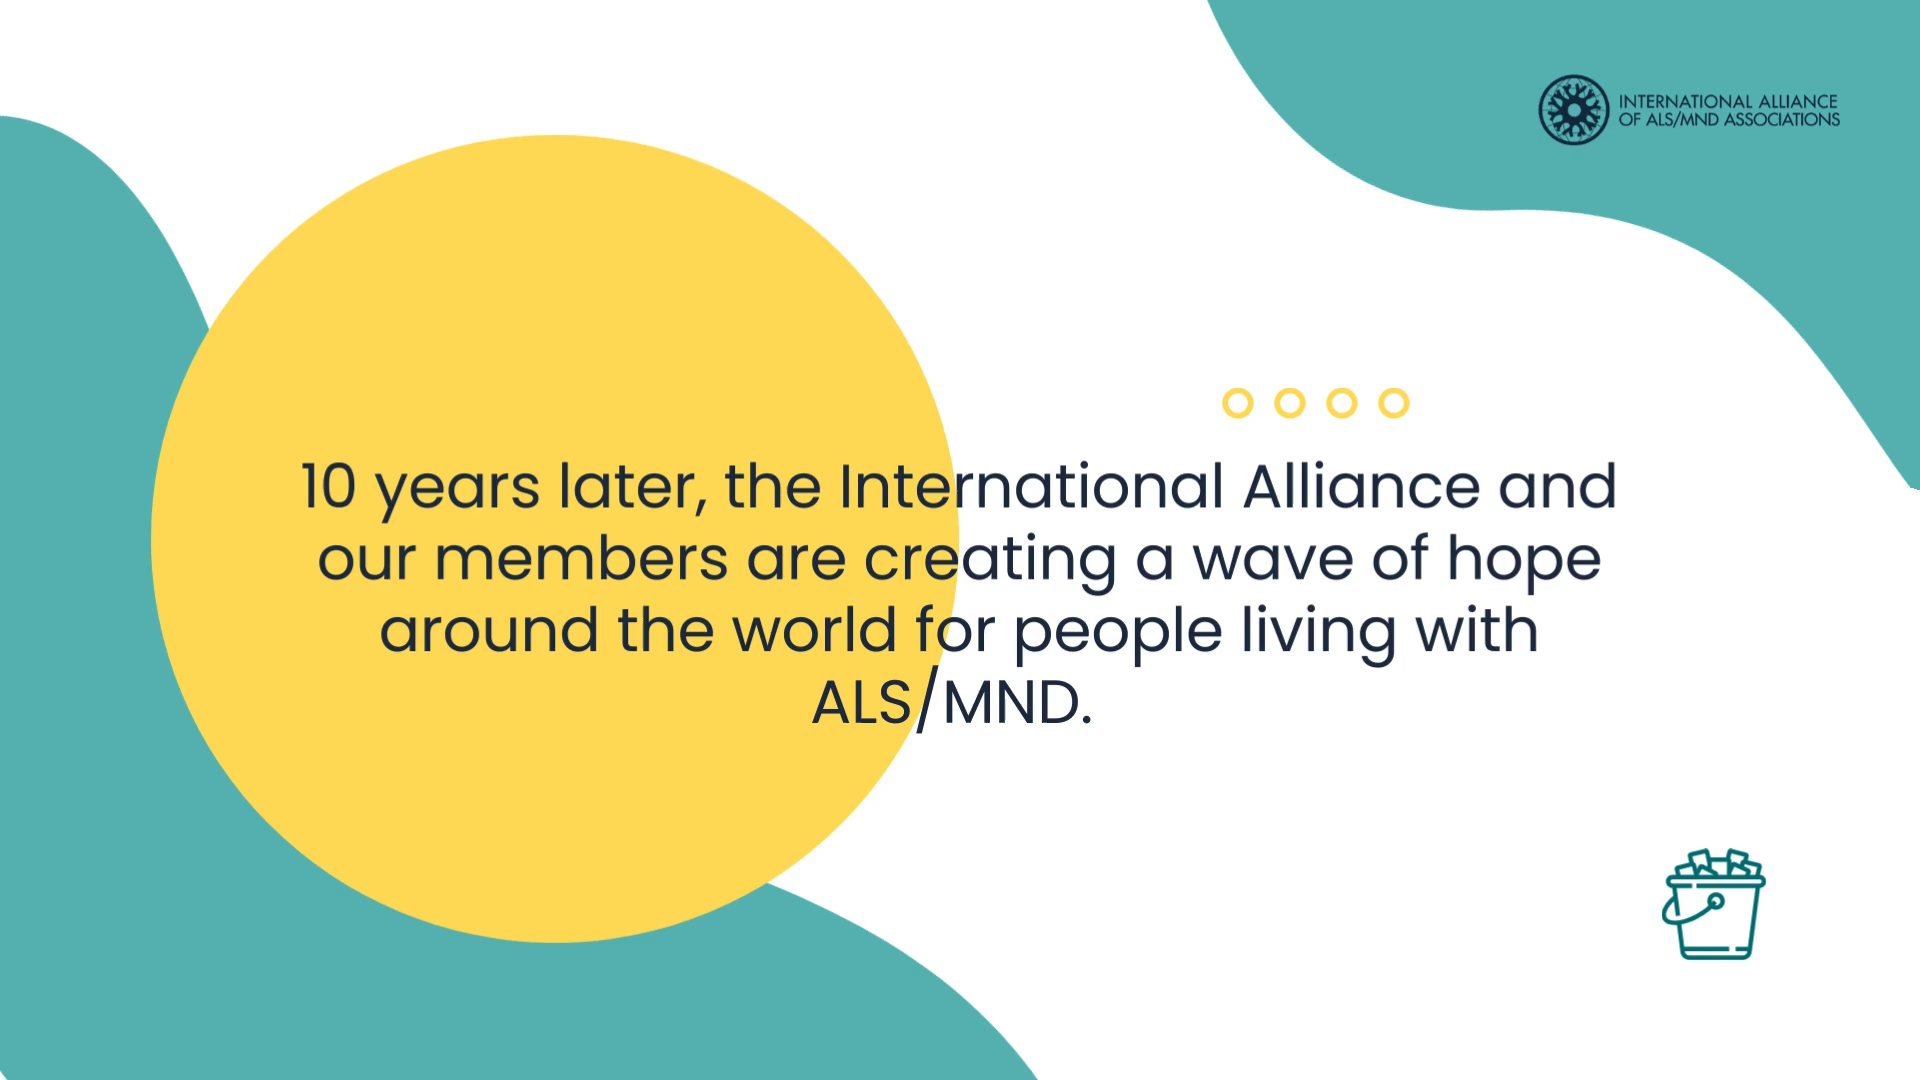 INTERNATIONAL ALLIANCE
OF ALS/MND ASSOCIATIONS
10 years later, the International Alliance and
our members are creating a wave of hope
around the world for people living with
ALS/MND.